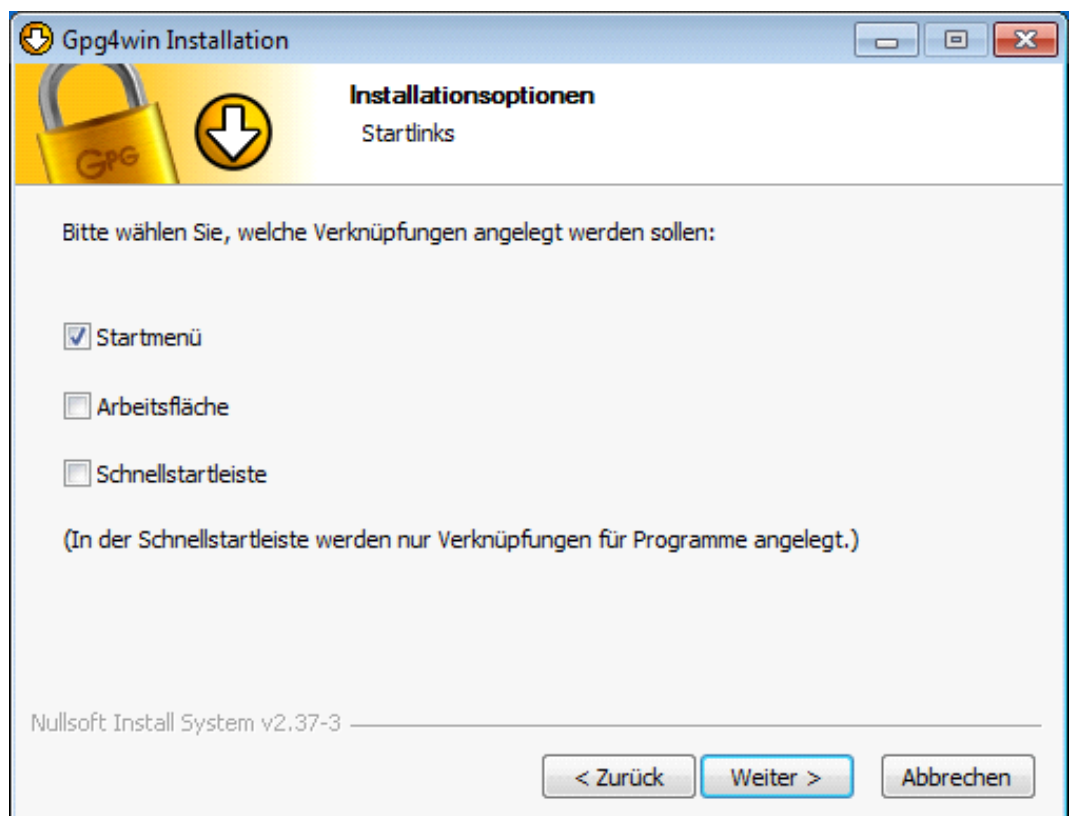 Gpg4win Installation
GPG
Installationsoptionen
Startlinks
Bitte wählen Sie, welche Verknüpfungen angelegt werden sollen:
Startmenü
Arbeitsfläche
Schnellstartleiste
(In der Schnellstartleiste werden nur Verknüpfungen für Programme angelegt.)
Nullsoft Install System v2.37-3
< Zurück
Weiter >
Abbrechen